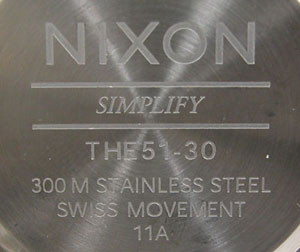 NIXON
SIMPLIFY
THE51-30
300 M STAINLESS STEEL
SWISS MOVEMENT
11A